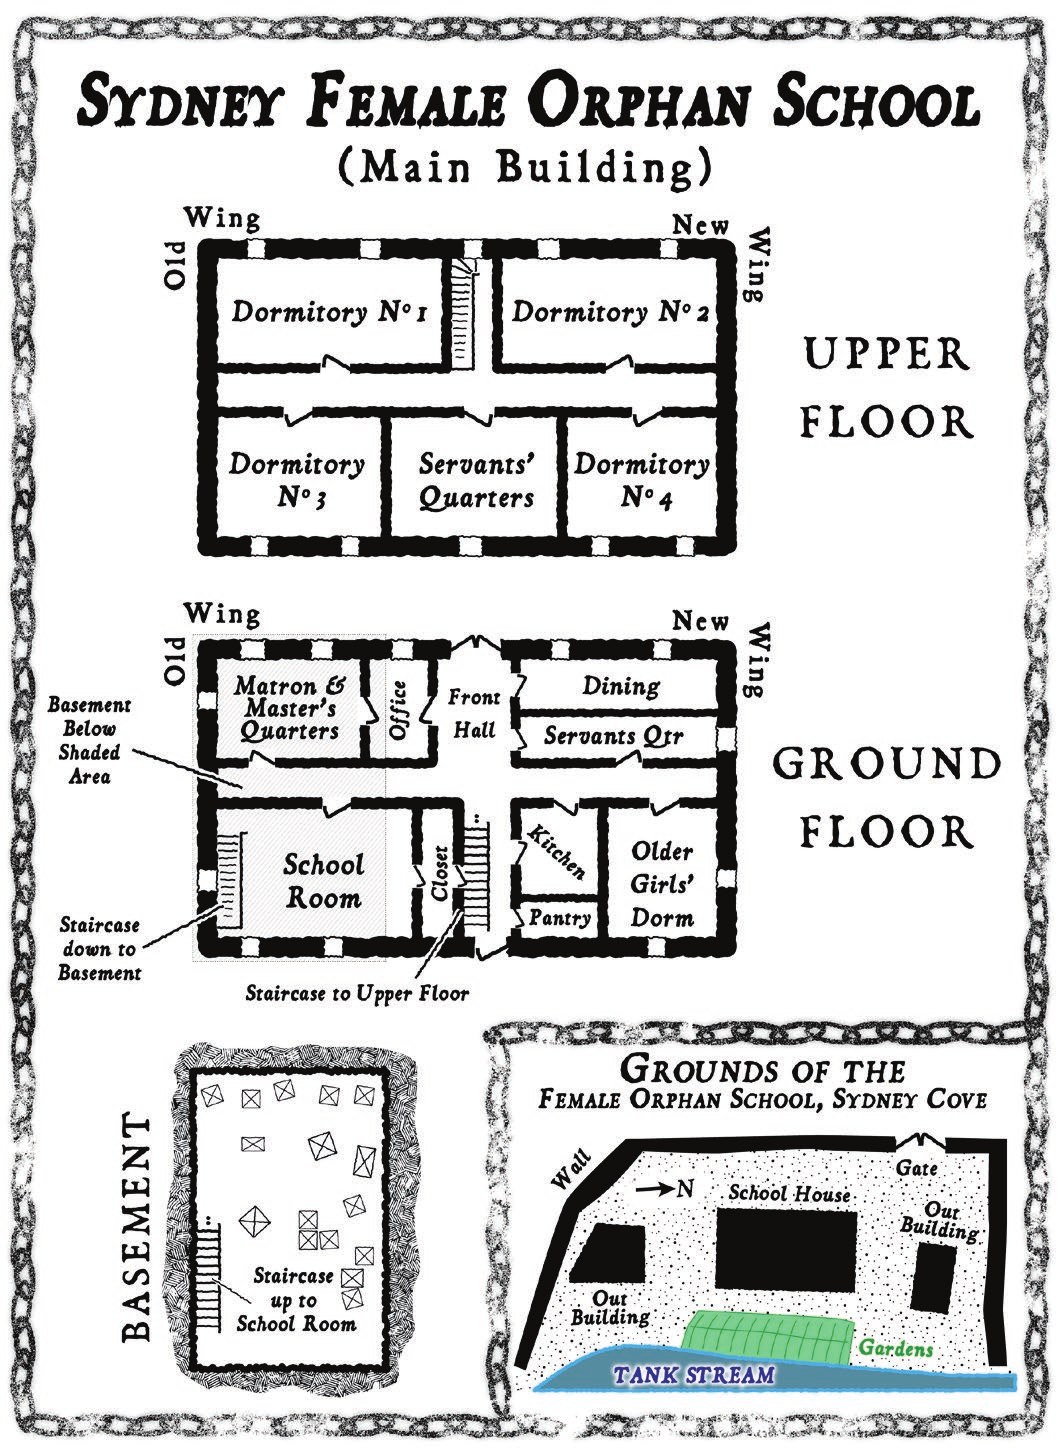 SYDNEY FEMALE ORPHAN SCHOOL
(Main Building)
Old Wing
New Wing
Dormitory Nº 1
Dormitory Nº 2
UPPER
FLOOR
Dormitory
Nº 3
Servants'
Quarters
Dormitory
Nº 4
Old Wing
New Wing
Basement
Below
Shaded
Area
Matron &
Master's
Quarters
Office
Front
Hall
Dining
Servants Qtr
GROUND
FLOOR
School
Room
Closet
Kitchen
Pantry
Older
Girls'
Dorm
Staircase
down to
Basement
Staircase to Upper Floor
BASEMENT
Staircase
up to
School Room
GROUNDS OF THE
FEMALE ORPHAN SCHOOL, SYDNEY COVE
Wall
N
School House
Gate
Out
Building
Out
Building
Gardens
TANK STREAM